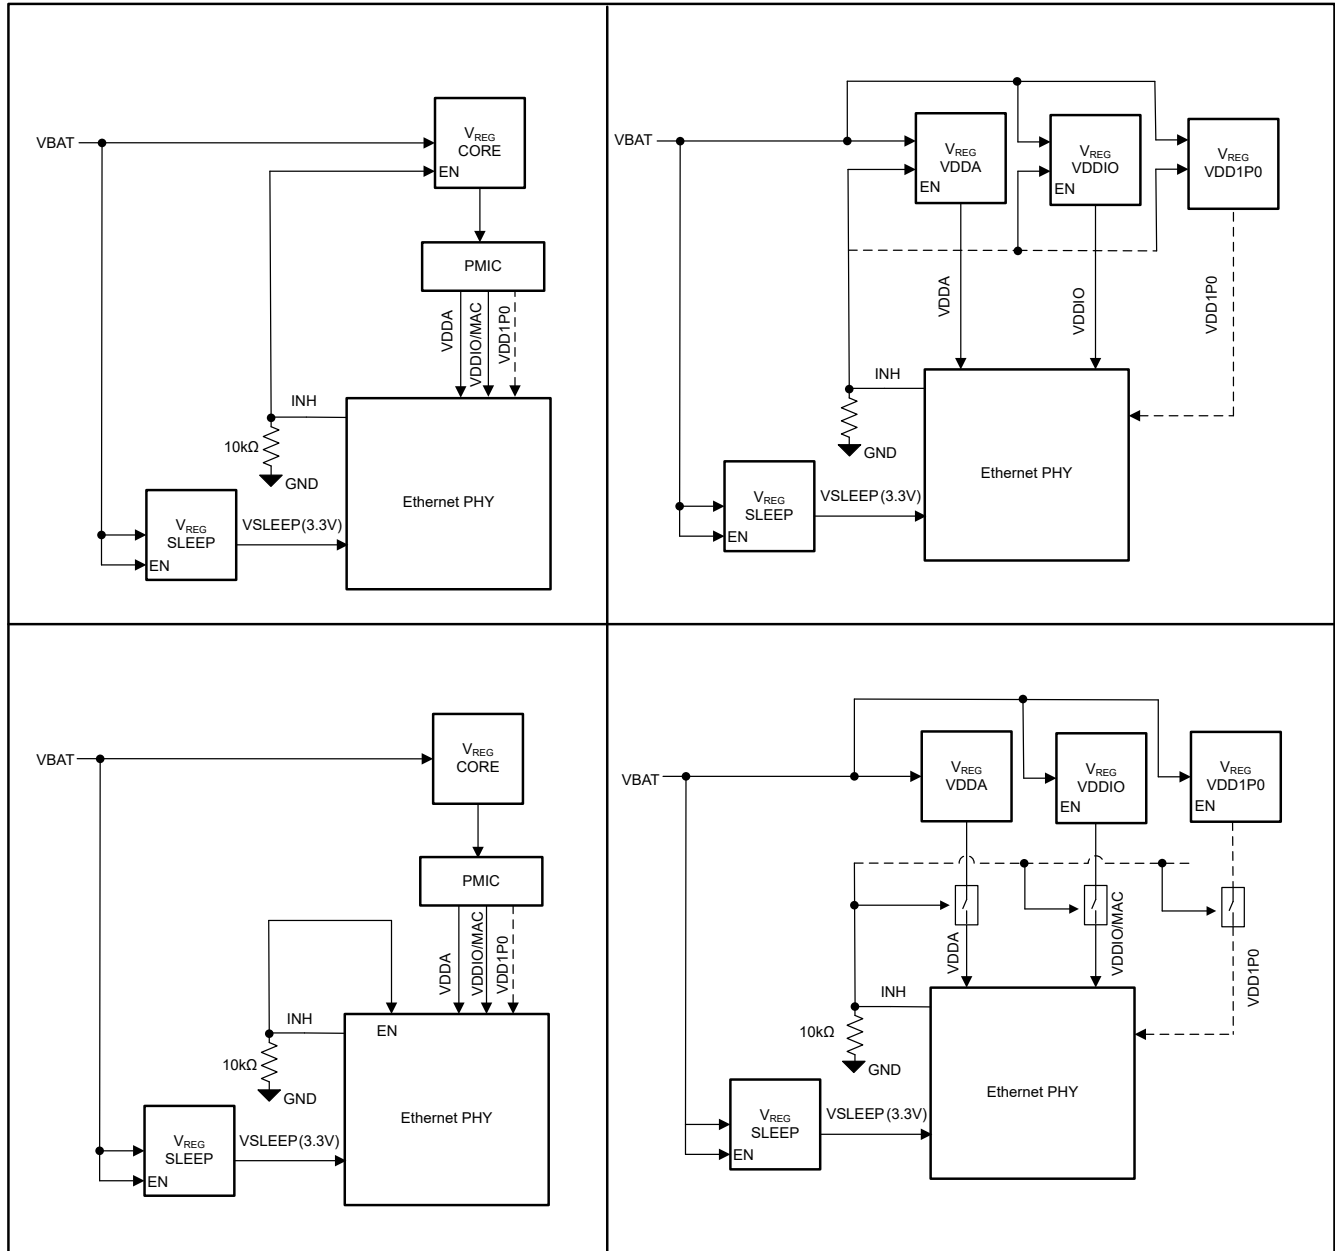 VBAT
VREG
CORE
EN
PMIC
VDDA
VDDIO/MAC
VDD1P0
INH
10kΩ
GND
Ethernet PHY
VREG
SLEEP
EN
VSLEEP(3.3V)
VBAT
VREG
VDDA
EN
VREG
VDDIO
EN
VREG
VDD1P0
VDDA
VDDIO
VDD1P0
INH
GND
Ethernet PHY
VREG
SLEEP
EN
VSLEEP(3.3V)
VBAT
VREG
CORE
PMIC
VDDA
VDDIO/MAC
VDD1P0
INH
EN
10kΩ
GND
Ethernet PHY
VREG
SLEEP
EN
VSLEEP(3.3V)
VBAT
VREG
VDDA
VREG
VDDIO
EN
VREG
VDD1P0
EN
VDDA
VDDIO/MAC
VDD1P0
INH
10kΩ
GND
Ethernet PHY
VREG
SLEEP
EN
VSLEEP(3.3V)